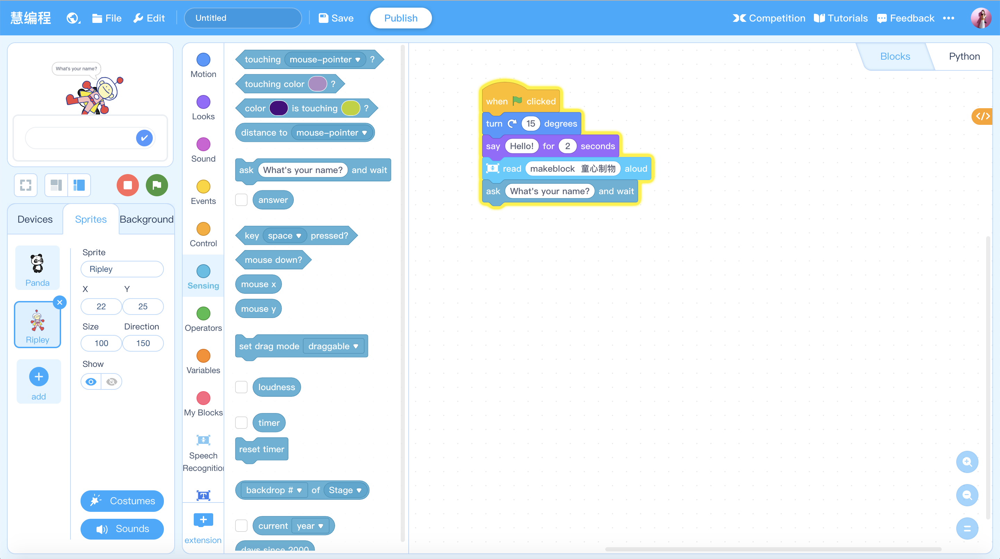 慧编程 File Edit Untitled Save Publish Competition Tutorials Feedback
What's your name?
Devices Sprites Background
Panda
Ripley
add
Sprite
Ripley
X Y
22 25
Size Direction
100 150
Show
Costumes
Sounds
Motion
Looks
Sound
Events
Control
Sensing
Operators
Variables
My Blocks
Speech
Recognition
extension
touching mouse-pointer ?
touching color ?
color is touching ?
distance to mouse-pointer
ask What's your name? and wait
answer
key space pressed?
mouse down?
mouse x
mouse y
set drag mode draggable
loudness
timer
reset timer
backdrop # of Stage
current year
days since 2000
Blocks Python
when clicked
turn 15 degrees
say Hello! for 2 seconds
read makeblock 童心制物 aloud
ask What's your name? and wait